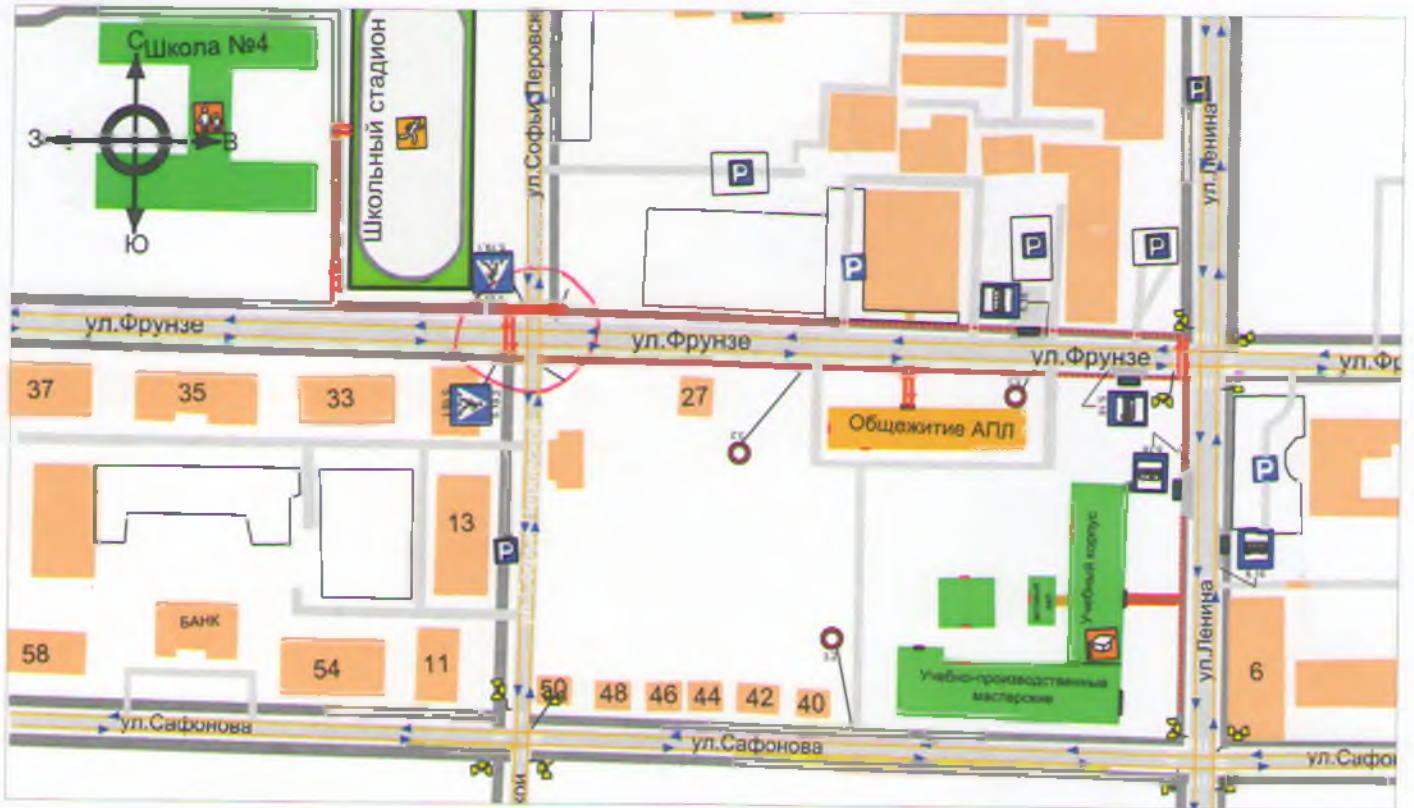 С
Школа №4
З
В
Ю
Школьный стадион
ул.Софьи Перовск
ул.Ленина
P
P
P
P
P
ул.Фрунзе
ул.Фрунзе
ул.Фрунзе
ул.Фр
37
35
33
27
Общежитие АПЛ
P
13
P
Учебный корпус
БАНК
58
54
11
50
48
46
44
42
40
Учебно-производственные
мастерские
ул.Ленина
6
ул.Сафонова
ул.Сафонова
ул.Сафо
кой